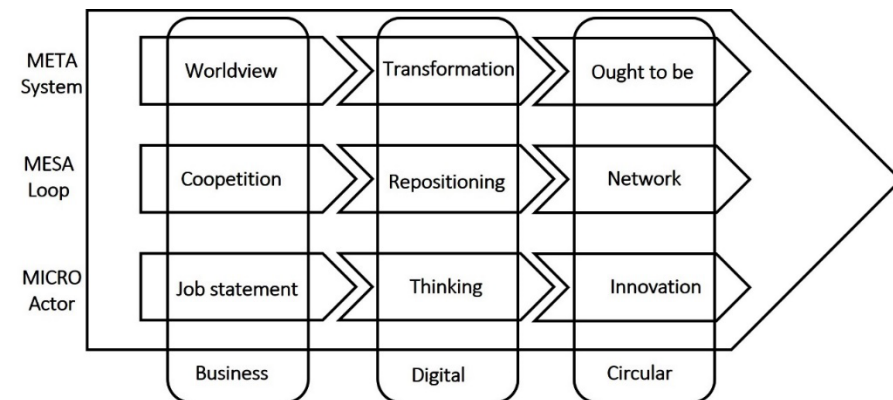 META
System
Worldview
Transformation
Ought to be
MESA
Loop
Coopetition
Repositioning
Network
MICRO
Actor
Job statement
Thinking
Innovation
Business
Digital
Circular